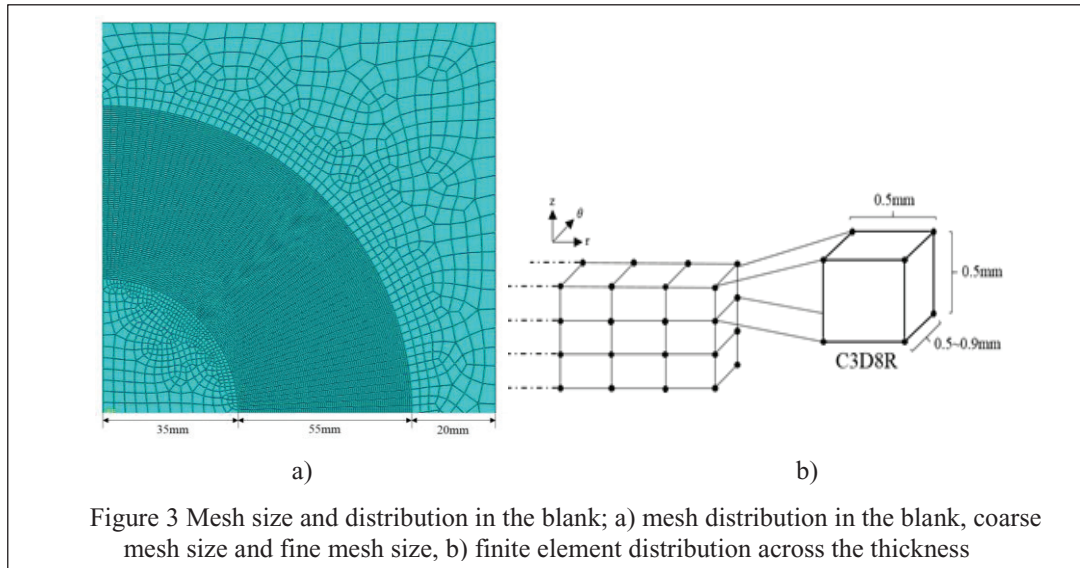 35mm
55mm
20mm
a)
z
θ
r
0.5mm
0.5mm
0.5~0.9mm
C3D8R
b)
Figure 3 Mesh size and distribution in the blank; a) mesh distribution in the blank, coarse
mesh size and fine mesh size, b) finite element distribution across the thickness